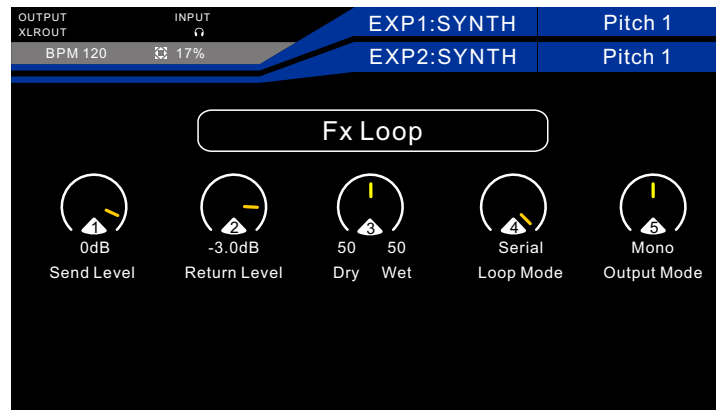 OUTPUT INPUT
XLROUT
BPM 120 17%
EXP1:SYNTH Pitch 1
EXP2:SYNTH Pitch 1
Fx Loop
1 2 3 4 5
0dB -3.0dB 50 50 Serial Mono
Send Level Return Level Dry Wet Loop Mode Output Mode